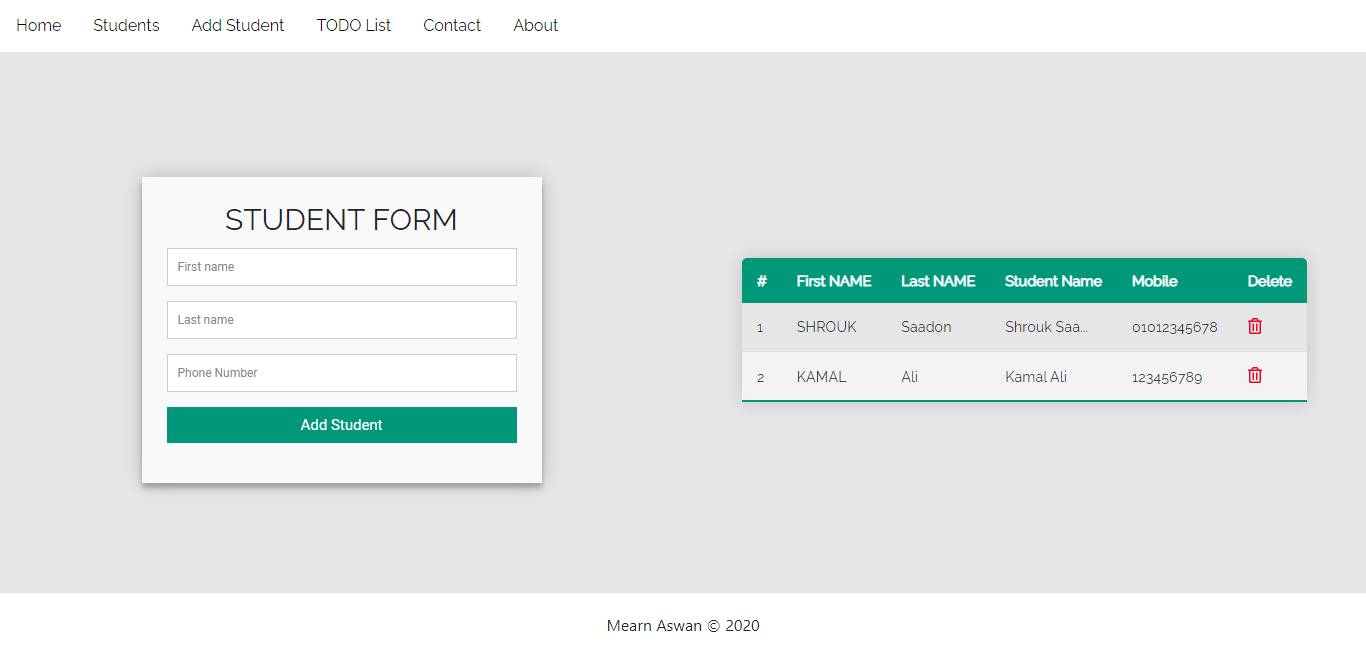 Home Students Add Student TODO List Contact About
STUDENT FORM
First name
Last name
Phone Number
Add Student
# First NAME Last NAME Student Name Mobile Delete
1 SHROUK Saadon Shrouk Saa... 01012345678
2 KAMAL Ali Kamal Ali 123456789
Mearn Aswan © 2020